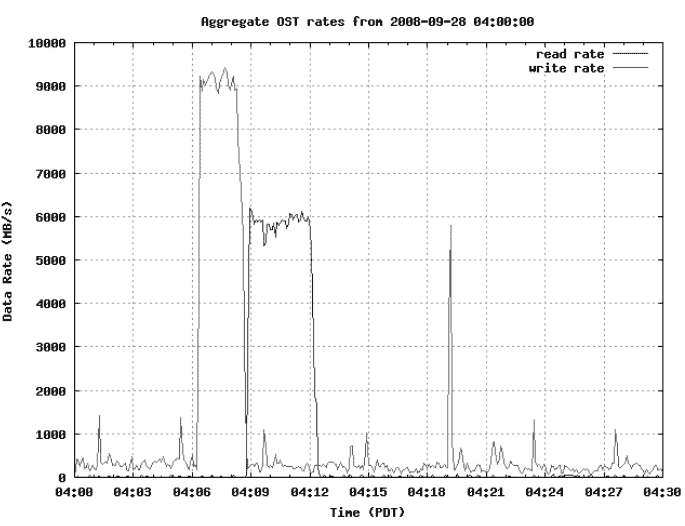 Aggregate OST rates from 2008-09-28 04:00:00
read rate
write rate
10000
9000
8000
7000
6000
5000
4000
3000
2000
1000
0
Data Rate (MB/s)
04:00 04:03 04:06 04:09 04:12 04:15 04:18 04:21 04:24 04:27 04:30
Time (PDT)